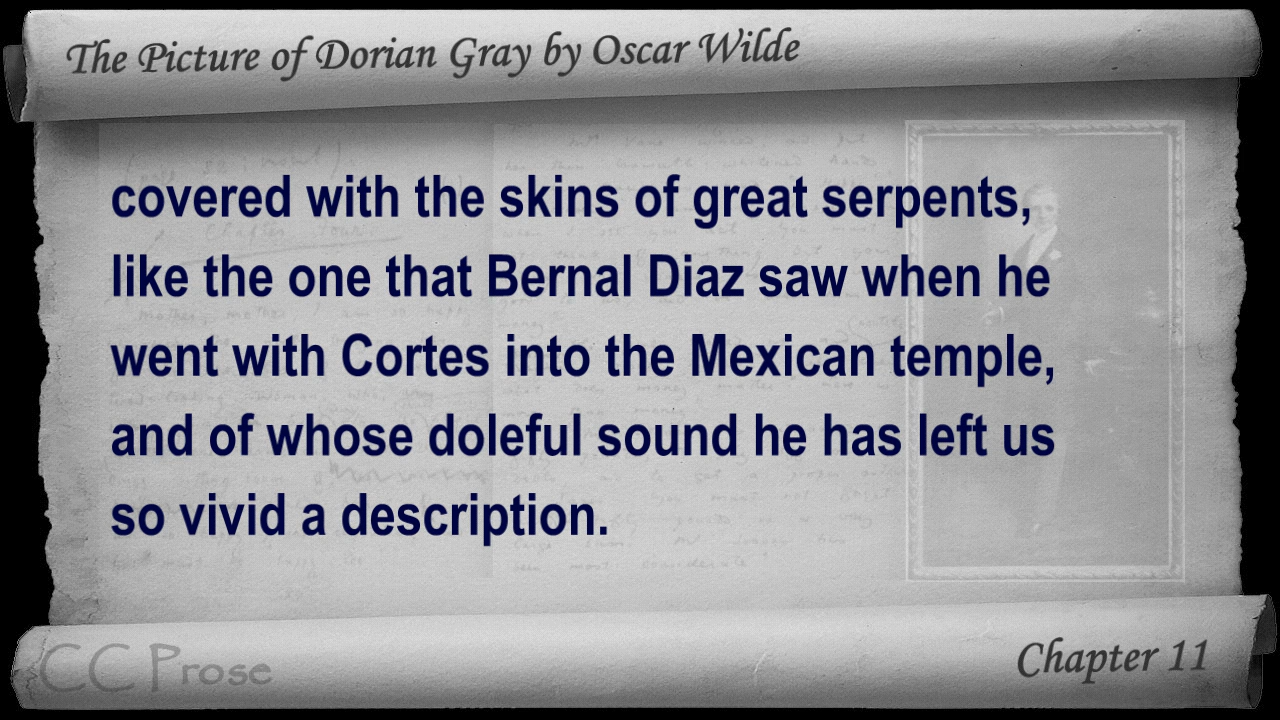 The Picture of Dorian Gray by Oscar Wilde
covered with the skins of great serpents,
like the one that Bernal Diaz saw when he
went with Cortes into the Mexican temple,
and of whose doleful sound he has left us
so vivid a description.
CC Prose
Chapter 11